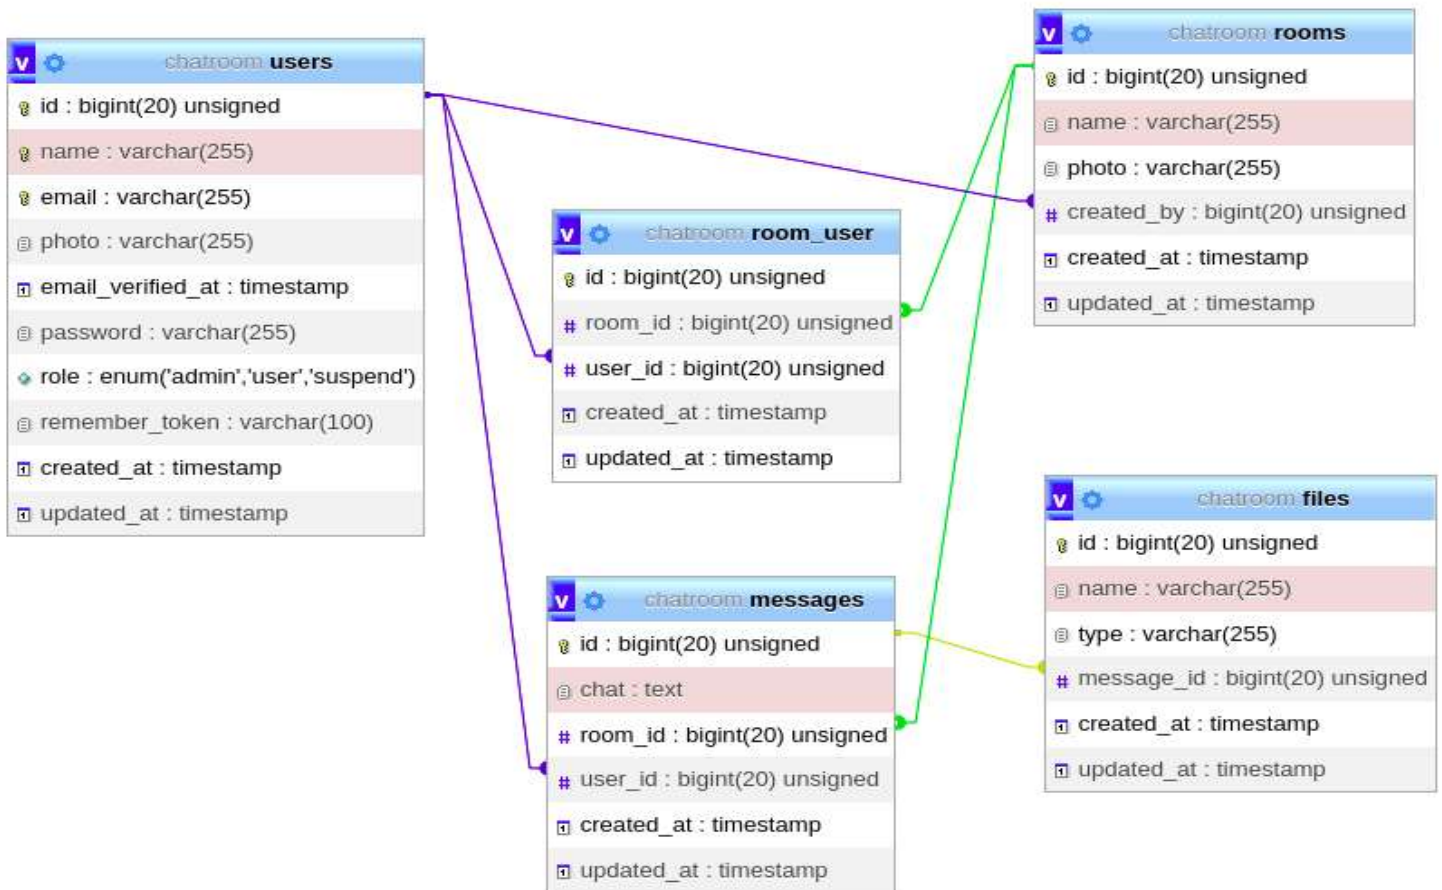 v chatroom users
id : bigint(20) unsigned
name : varchar(255)
email : varchar(255)
photo : varchar(255)
email_verified_at : timestamp
password : varchar(255)
role : enum('admin','user','suspend')
remember_token : varchar(100)
created_at : timestamp
updated_at : timestamp
v chatroom room_user
id : bigint(20) unsigned
# room_id : bigint(20) unsigned
# user_id : bigint(20) unsigned
created_at : timestamp
updated_at : timestamp
v chatroom rooms
id : bigint(20) unsigned
name : varchar(255)
photo : varchar(255)
# created_by : bigint(20) unsigned
created_at : timestamp
updated_at : timestamp
v chatroom messages
id : bigint(20) unsigned
chat : text
# room_id : bigint(20) unsigned
# user_id : bigint(20) unsigned
created_at : timestamp
updated_at : timestamp
v chatroom files
id : bigint(20) unsigned
name : varchar(255)
type : varchar(255)
# message_id : bigint(20) unsigned
created_at : timestamp
updated_at : timestamp